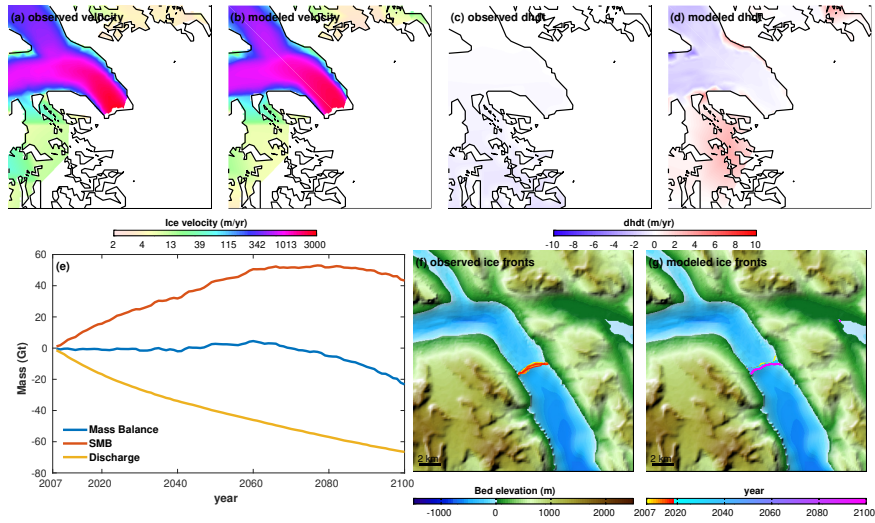 (a) observed velocity
(b) modeled velocity
(c) observed dhdt
(d) modeled dhdt
Ice velocity (m/yr)
2 4 13 39 115 342 1013 3000
dhdt (m/yr)
-10 -8 -6 -4 -2 0 2 4 6 8 10
(e)
Mass (Gt)
60
40
20
0
-20
-40
-60
-80
Mass Balance
SMB
Discharge
2007 2020 2040 2060 2080 2100
year
(f) observed ice fronts
2 km
(g) modeled ice fronts
2 km
Bed elevation (m)
-1000 0 1000 2000
year
2007 2020 2040 2060 2080 2100